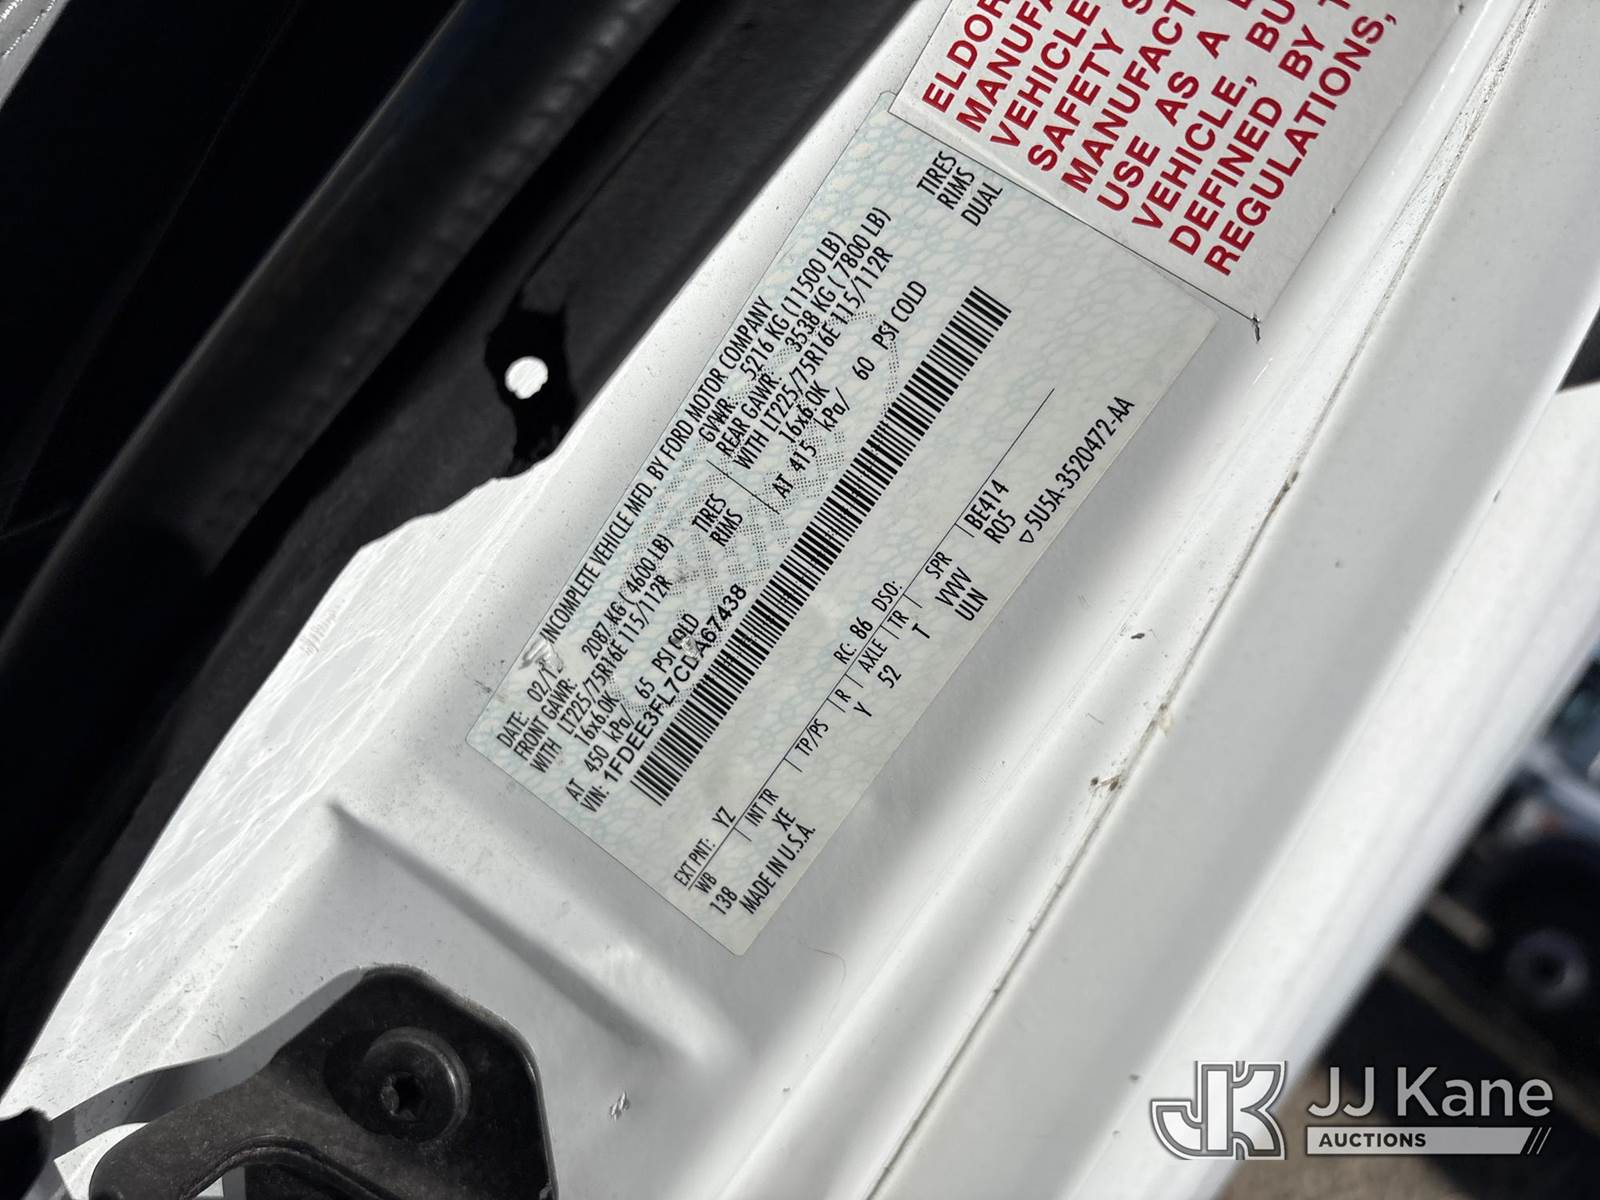 ELDOR
MANUFA
VEHICLE
SAFETY S
MANUFACT
USE AS A
VEHICLE, BU
DEFINED BY T
REGULATIONS,
INCOMPLETE VEHICLE MFD. BY FORD MOTOR COMPANY
DATE: 02/1 GVWR: 5216 KG (11500 LB)
FRONT GAWR: 2087 KG (4600 LB) REAR GAWR: 3538 KG (7800 LB)
WITH LT225/75R16E 115/112R TIRES WITH LT225/75R16E 115/112R TIRES
16x6.0K RIMS 16x6.0K RIMS
AT 450 kPa/ 65 PSI COLD AT 415 kPa/ 60 PSI COLD DUAL
VIN: 1FDEE3FL7CDA67438
EXT PNT: YZ RC: 86 DSO:
WB INT TR TP/PS R AXLE TR SPR BE414
138 XE Y 52 T VVVV R05
MADE IN U.S.A. ULN
▽5U5A-3520472-AA
JK JJ Kane
AUCTIONS